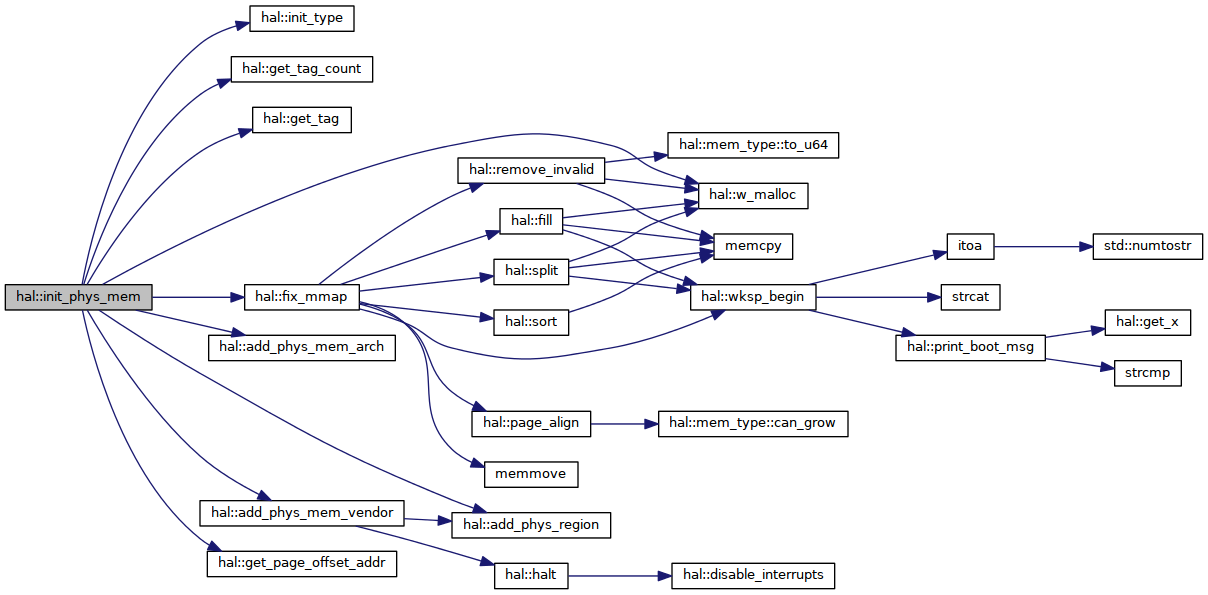 hal::init_type
hal::get_tag_count
hal::get_tag
hal::mem_type::to_u64
hal::remove_invalid
hal::w_malloc
hal::fill
memcpy
itoa
std::numtostr
hal::split
hal::init_phys_mem
hal::fix_mmap
hal::wksp_begin
strcat
hal::sort
hal::get_x
hal::add_phys_mem_arch
hal::print_boot_msg
strcmp
hal::page_align
hal::mem_type::can_grow
memmove
hal::add_phys_mem_vendor
hal::add_phys_region
hal::get_page_offset_addr
hal::halt
hal::disable_interrupts